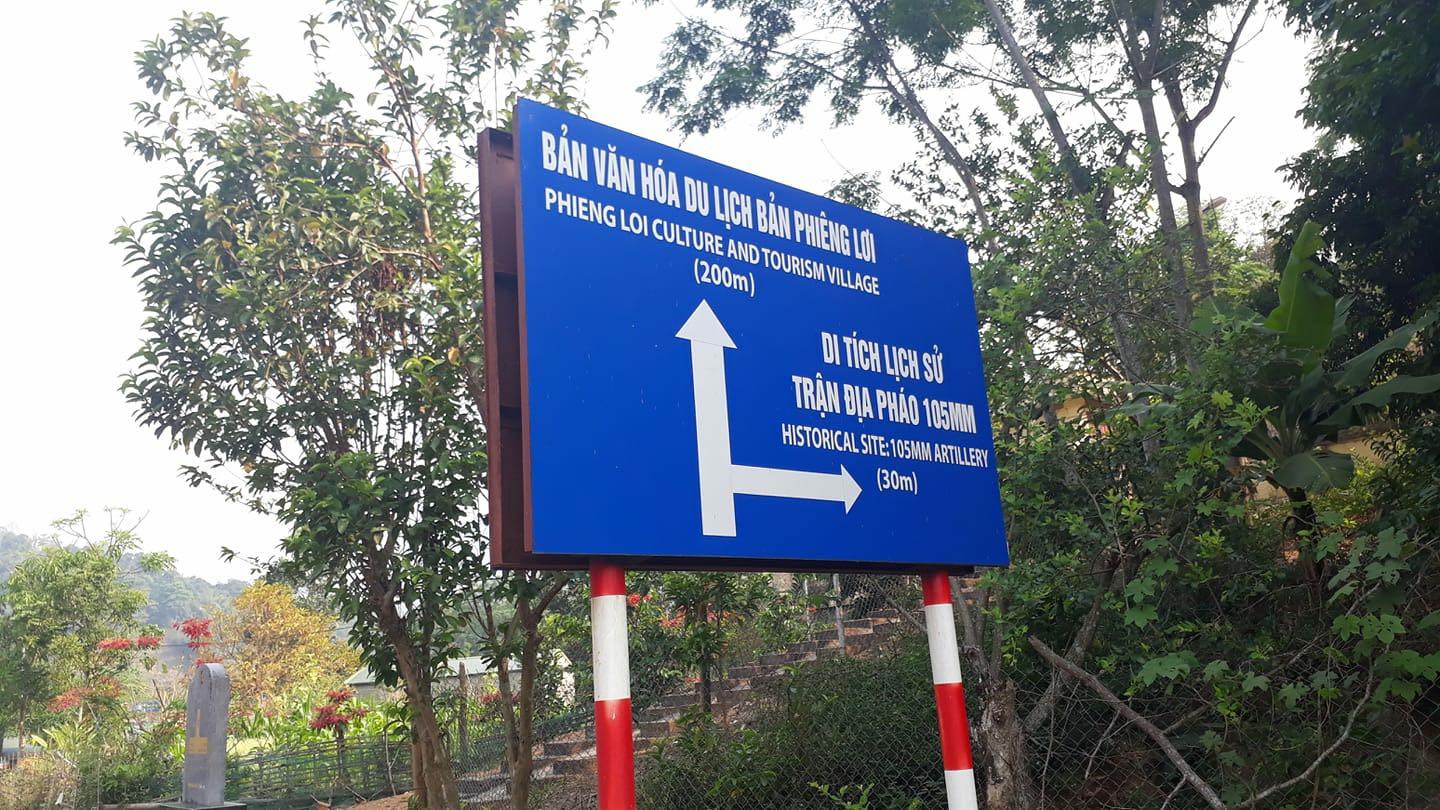 BẢN VĂN HÓA DU LỊCH BẢN PHIÊNG LƠI
PHIENG LOI CULTURE AND TOURISM VILLAGE
(200m)
DI TÍCH LỊCH SỬ
TRẬN ĐỊA PHÁO 105MM
HISTORICAL SITE: 105MM ARTILLERY
(30m)